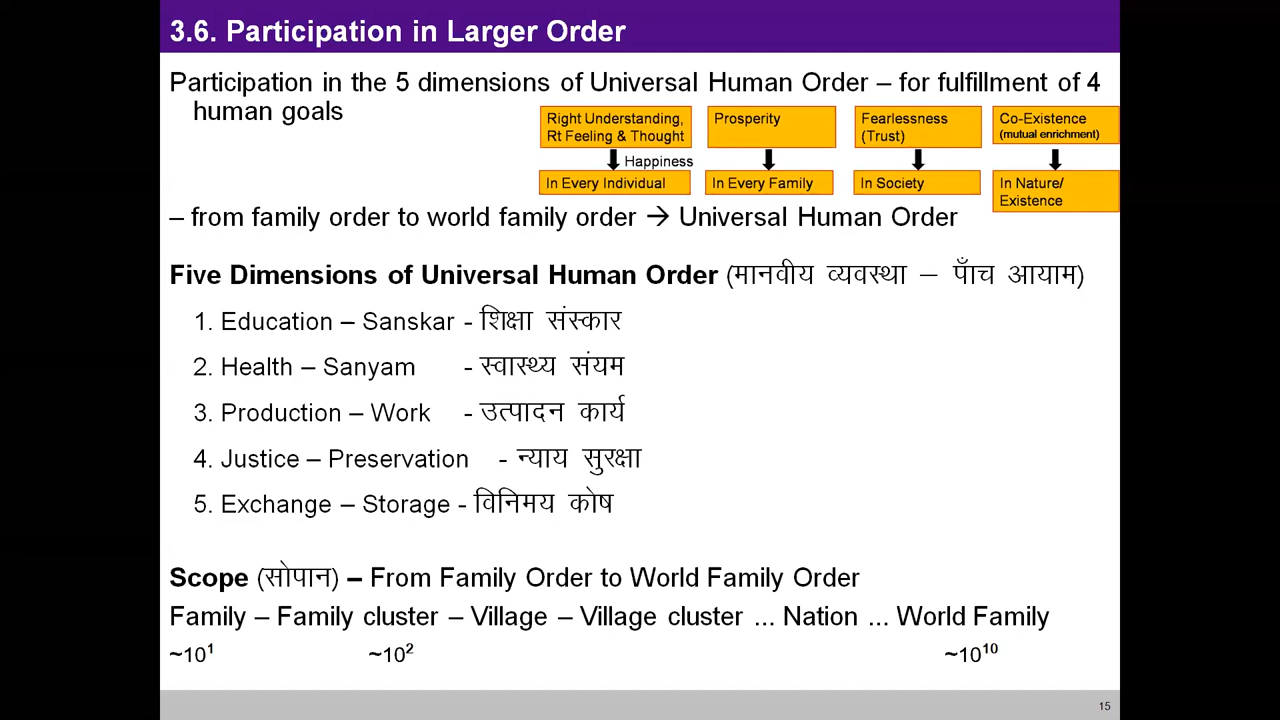 3.6. Participation in Larger Order
Participation in the 5 dimensions of Universal Human Order – for fulfillment of 4
human goals
Right Understanding, Rt Feeling & Thought
Prosperity
Fearlessness (Trust)
Co-Existence (mutual enrichment)
Happiness
In Every Individual
In Every Family
In Society
In Nature/ Existence
– from family order to world family order → Universal Human Order
Five Dimensions of Universal Human Order (मानवीय व्यवस्था – पाँच आयाम)
1. Education – Sanskar - शिक्षा संस्कार
2. Health – Sanyam - स्वास्थ्य संयम
3. Production – Work - उत्पादन कार्य
4. Justice – Preservation - न्याय सुरक्षा
5. Exchange – Storage - विनिमय कोष
Scope (सोपान) – From Family Order to World Family Order
Family – Family cluster – Village – Village cluster ... Nation ... World Family
~10¹ ~10² ~10¹⁰
15